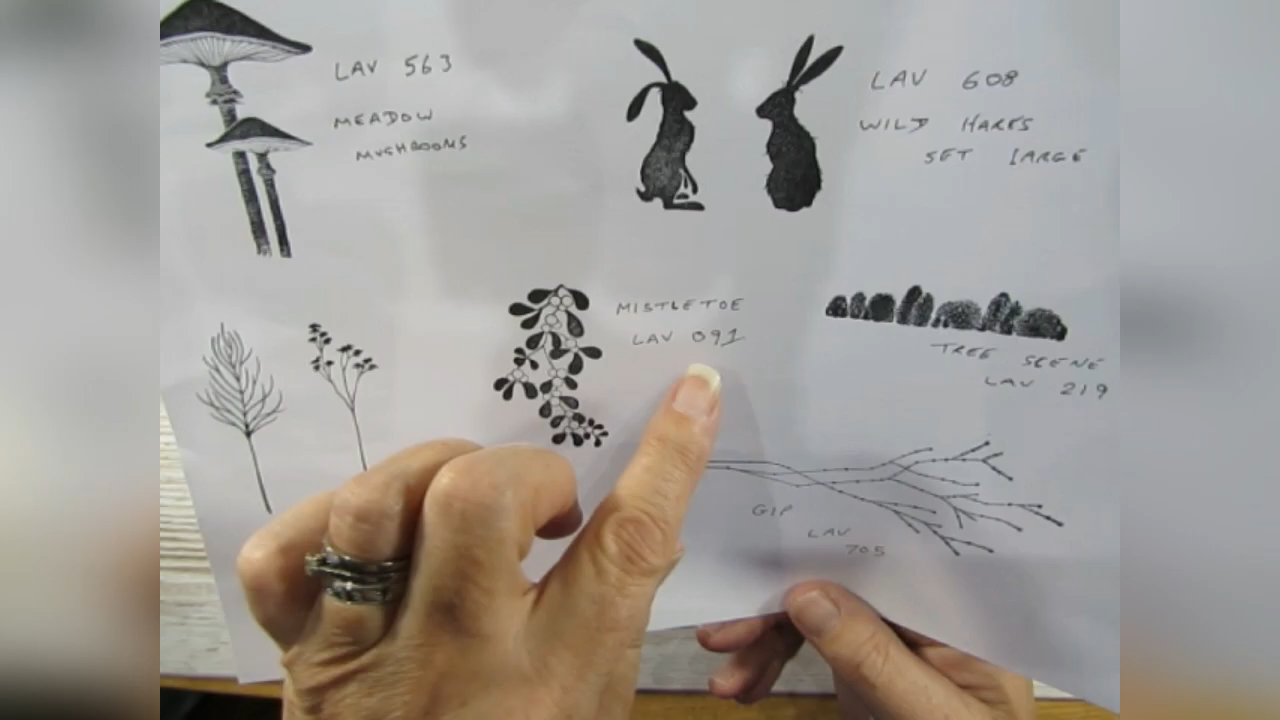 LAV 563
MEADOW
MUSHROOMS
LAV 608
WILD HARES
SET LARGE
MISTLETOE
LAV 091
TREE SCENE
LAV 219
GIP
LAV
705